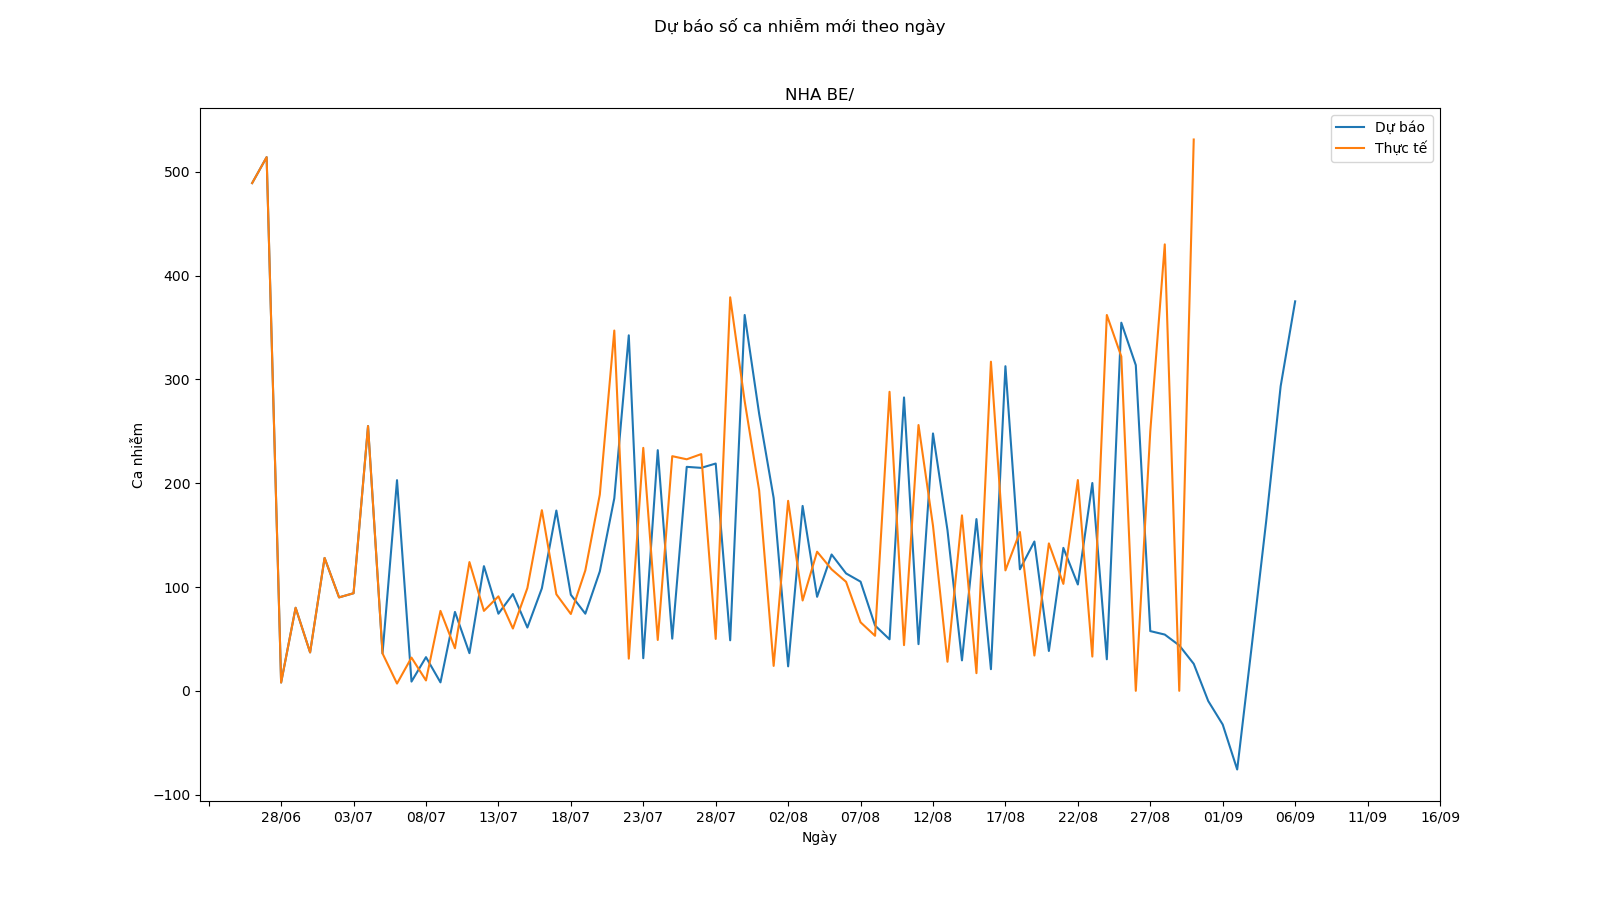 Dự báo số ca nhiễm mới theo ngày
NHA BE/
Dự báo
Thực tế
Ca nhiễm
500
400
300
200
100
0
−100
28/06 03/07 08/07 13/07 18/07 23/07 28/07 02/08 07/08 12/08 17/08 22/08 27/08 01/09 06/09 11/09 16/09
Ngày